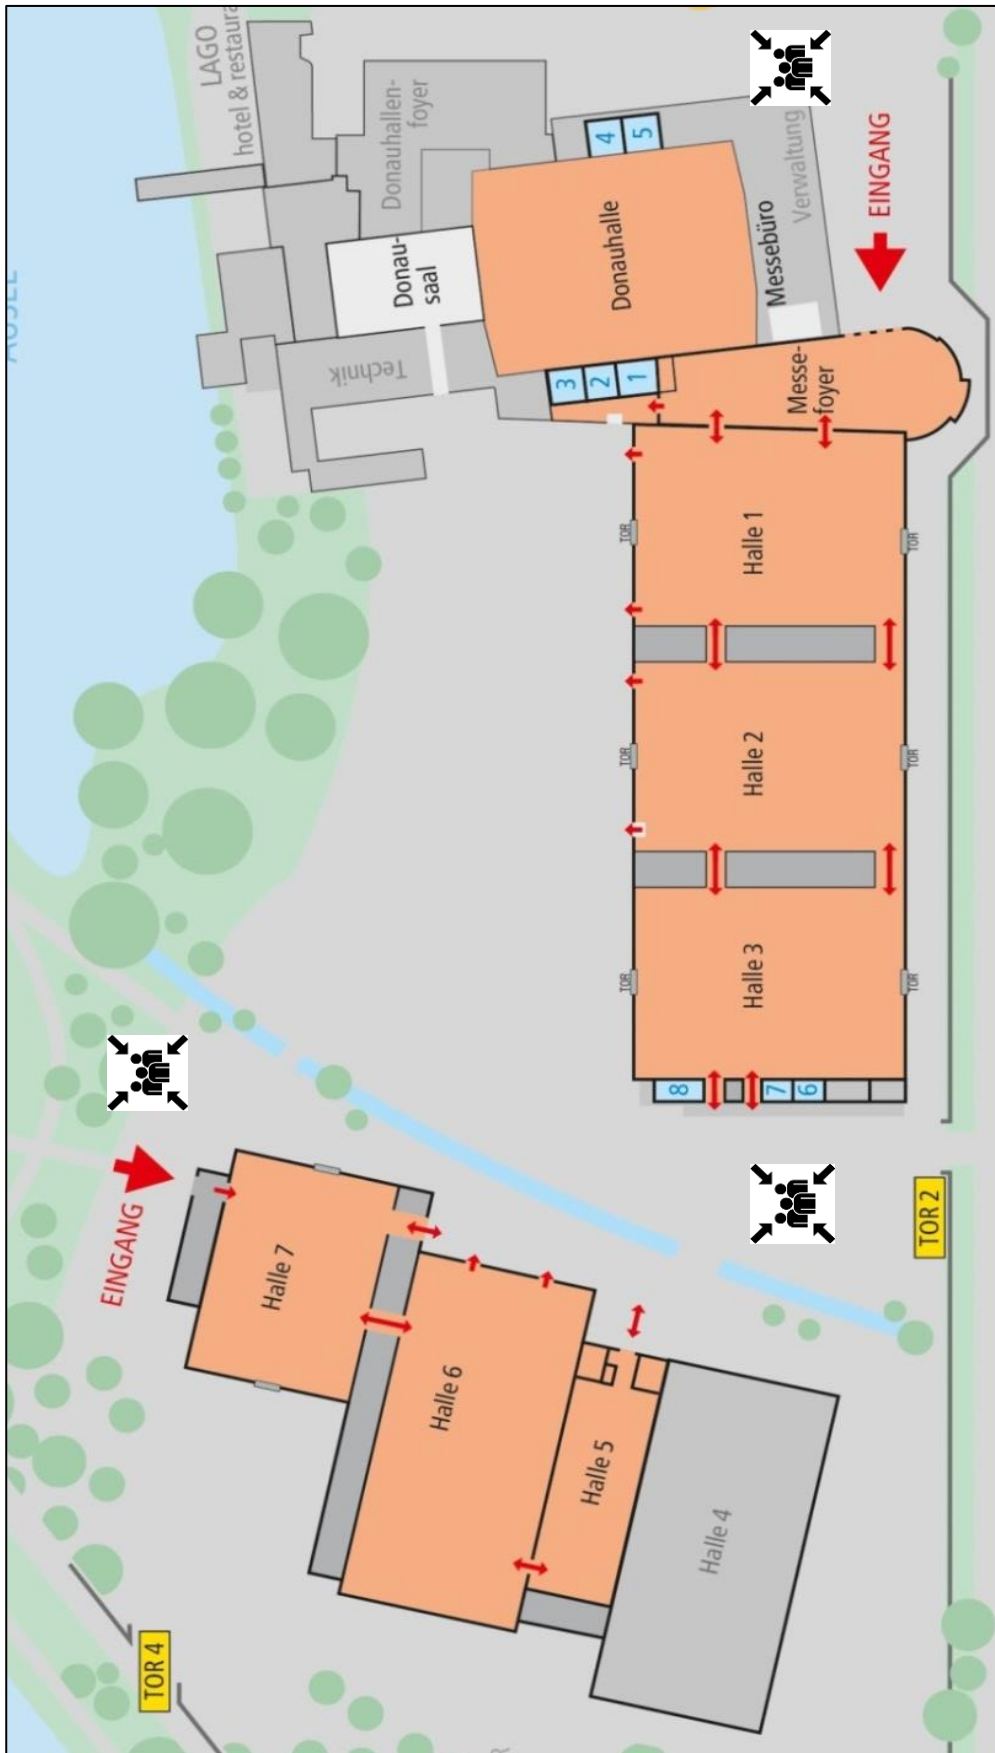 LAGO
hotel & restaura
AUSEE
Donauhallen-
foyer
4
5
Verwaltung
EINGANG
Donau-
saal
Donauhalle
Messebüro
Technik
3
2
1
Messe-
foyer
TOR
Halle 1
TOR
TOR
Halle 2
TOR
TOR
Halle 3
TOR
8
7
6
EINGANG
Halle 7
TOR 2
Halle 6
Halle 5
Halle 4
TOR 4